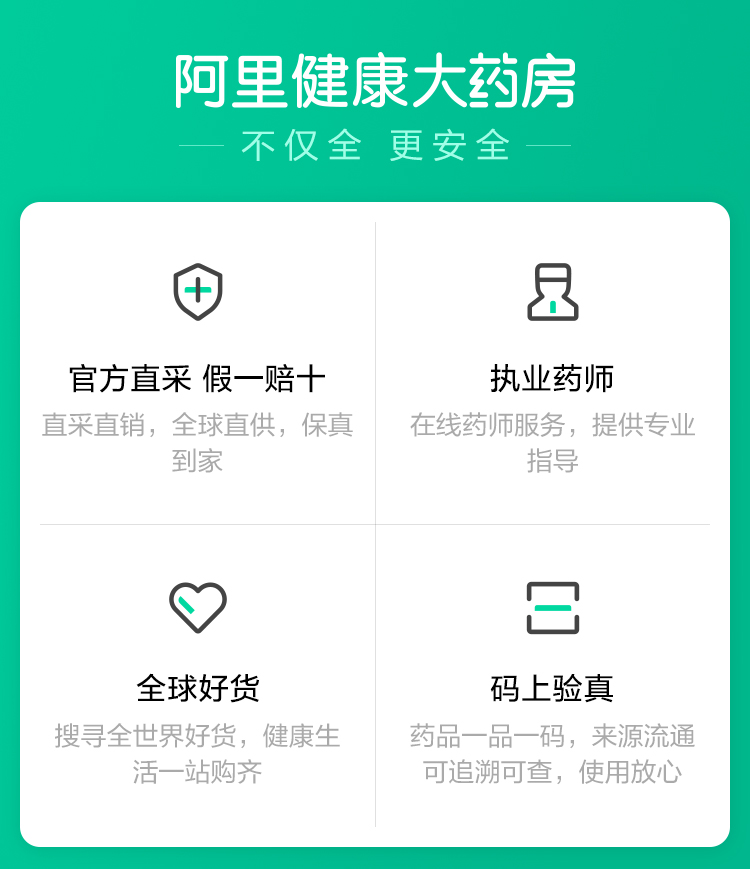 阿里健康大药房
不仅全 更安全
官方直采 假一赔十
直采直销，全球直供，保真
到家
执业药师
在线药师服务，提供专业
指导
全球好货
搜寻全世界好货，健康生
活一站购齐
码上验真
药品一品一码，来源流通
可追溯可查，使用放心